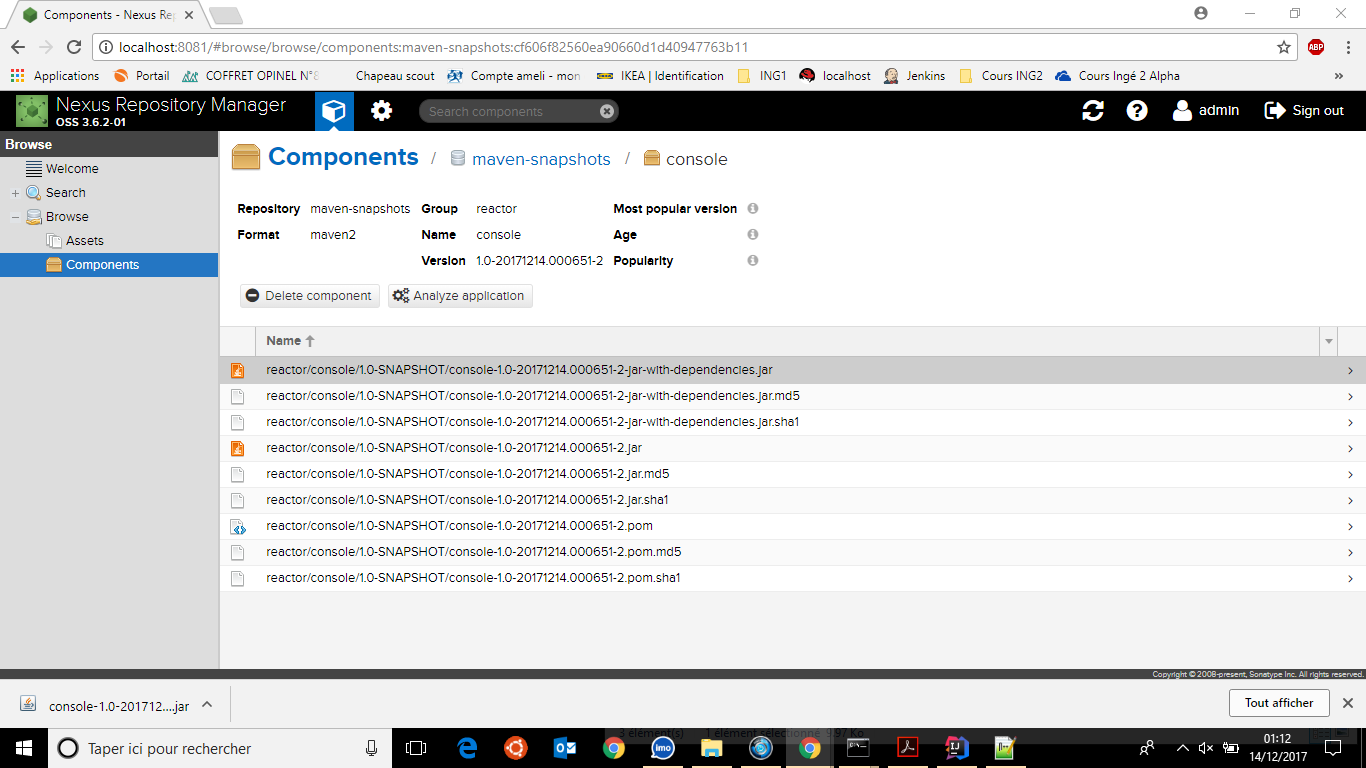 Components - Nexus Rep
localhost:8081/#browse/browse/components:maven-snapshots:cf606f82560ea90660d1d40947763b11
ABP
Applications Portail COFFRET OPINEL N°8 Chapeau scout Compte ameli - mon IKEA | Identification ING1 localhost Jenkins Cours ING2 Cours Ingé 2 Alpha »
Nexus Repository Manager
OSS 3.6.2-01
Search components
admin Sign out
Browse
Welcome
Search
Browse
Assets
Components
Components / maven-snapshots / console
Repository maven-snapshots Group reactor Most popular version
Format maven2 Name console Age
Version 1.0-20171214.000651-2 Popularity
Delete component Analyze application
Name
reactor/console/1.0-SNAPSHOT/console-1.0-20171214.000651-2-jar-with-dependencies.jar
reactor/console/1.0-SNAPSHOT/console-1.0-20171214.000651-2-jar-with-dependencies.jar.md5
reactor/console/1.0-SNAPSHOT/console-1.0-20171214.000651-2-jar-with-dependencies.jar.sha1
reactor/console/1.0-SNAPSHOT/console-1.0-20171214.000651-2.jar
reactor/console/1.0-SNAPSHOT/console-1.0-20171214.000651-2.jar.md5
reactor/console/1.0-SNAPSHOT/console-1.0-20171214.000651-2.jar.sha1
reactor/console/1.0-SNAPSHOT/console-1.0-20171214.000651-2.pom
reactor/console/1.0-SNAPSHOT/console-1.0-20171214.000651-2.pom.md5
reactor/console/1.0-SNAPSHOT/console-1.0-20171214.000651-2.pom.sha1
Copyright © 2008-present, Sonatype Inc. All rights reserved.
console-1.0-201712....jar
Tout afficher
Taper ici pour rechercher
3 élément(s) 1 élément sélectionné 9,97 Ko
imo
01:12
14/12/2017